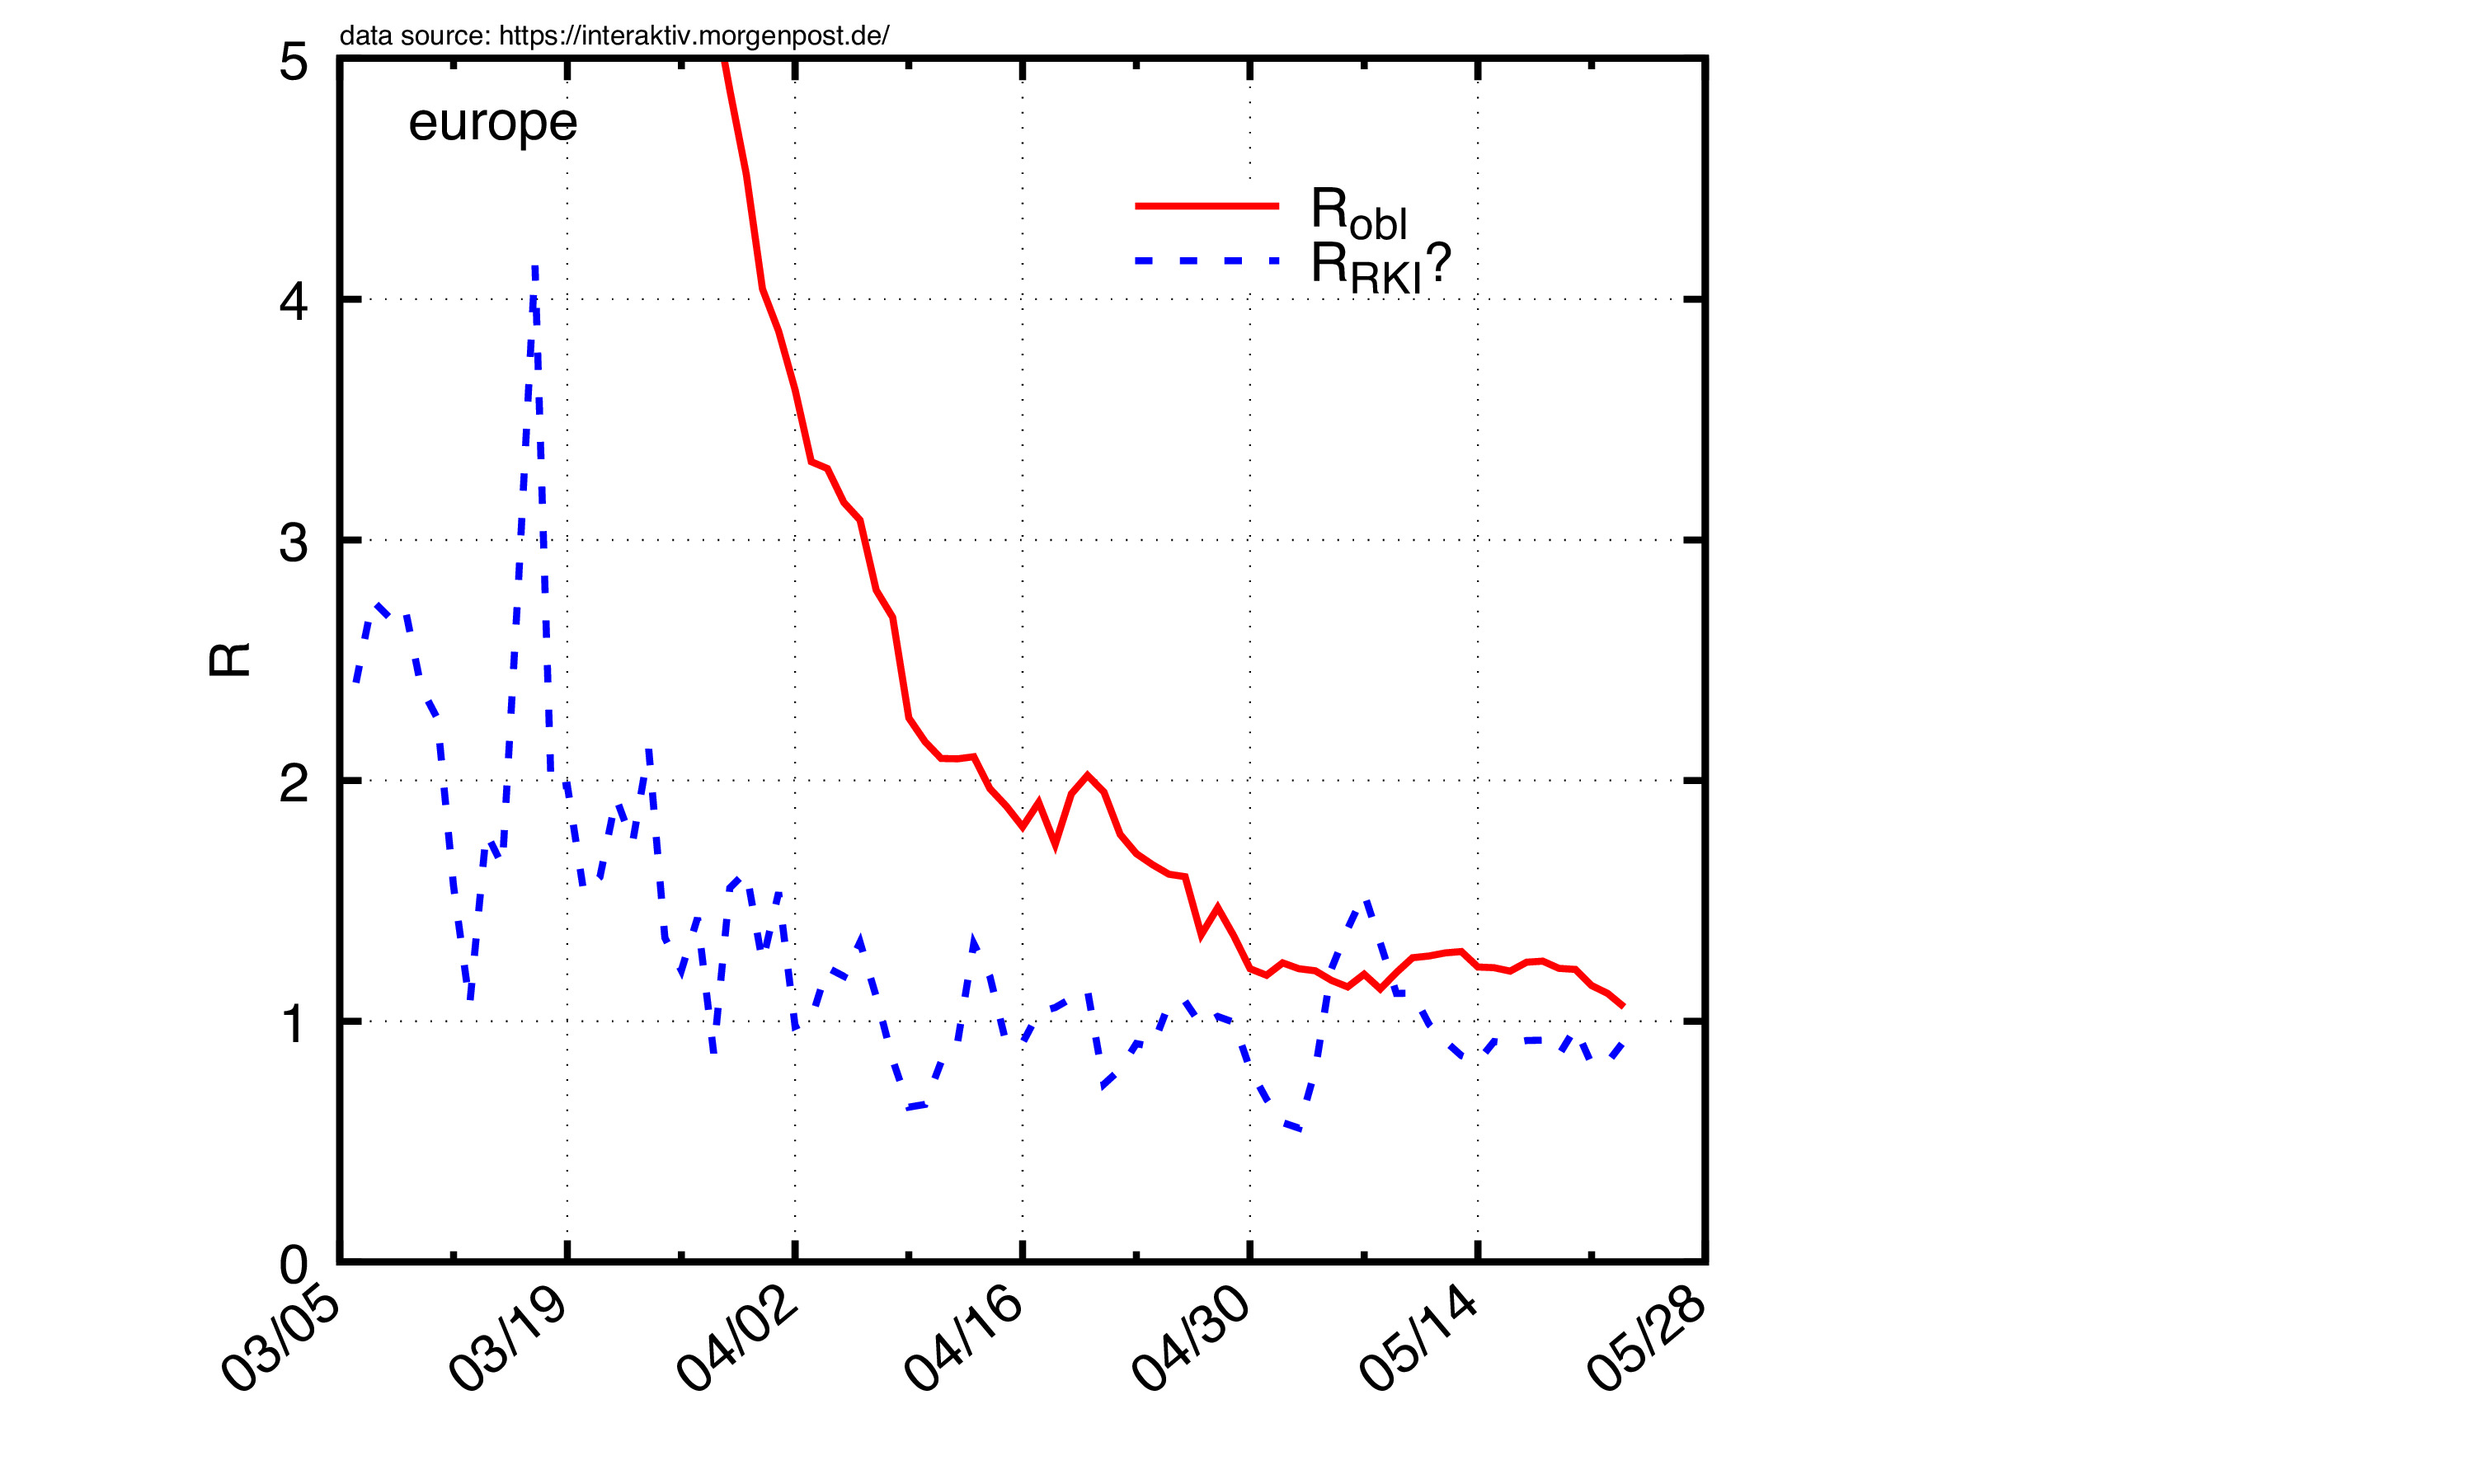 data source: https://interaktiv.morgenpost.de/
europe
R_obl
R_RKI?
5
4
3
2
1
0
R
03/05
03/19
04/02
04/16
04/30
05/14
05/28